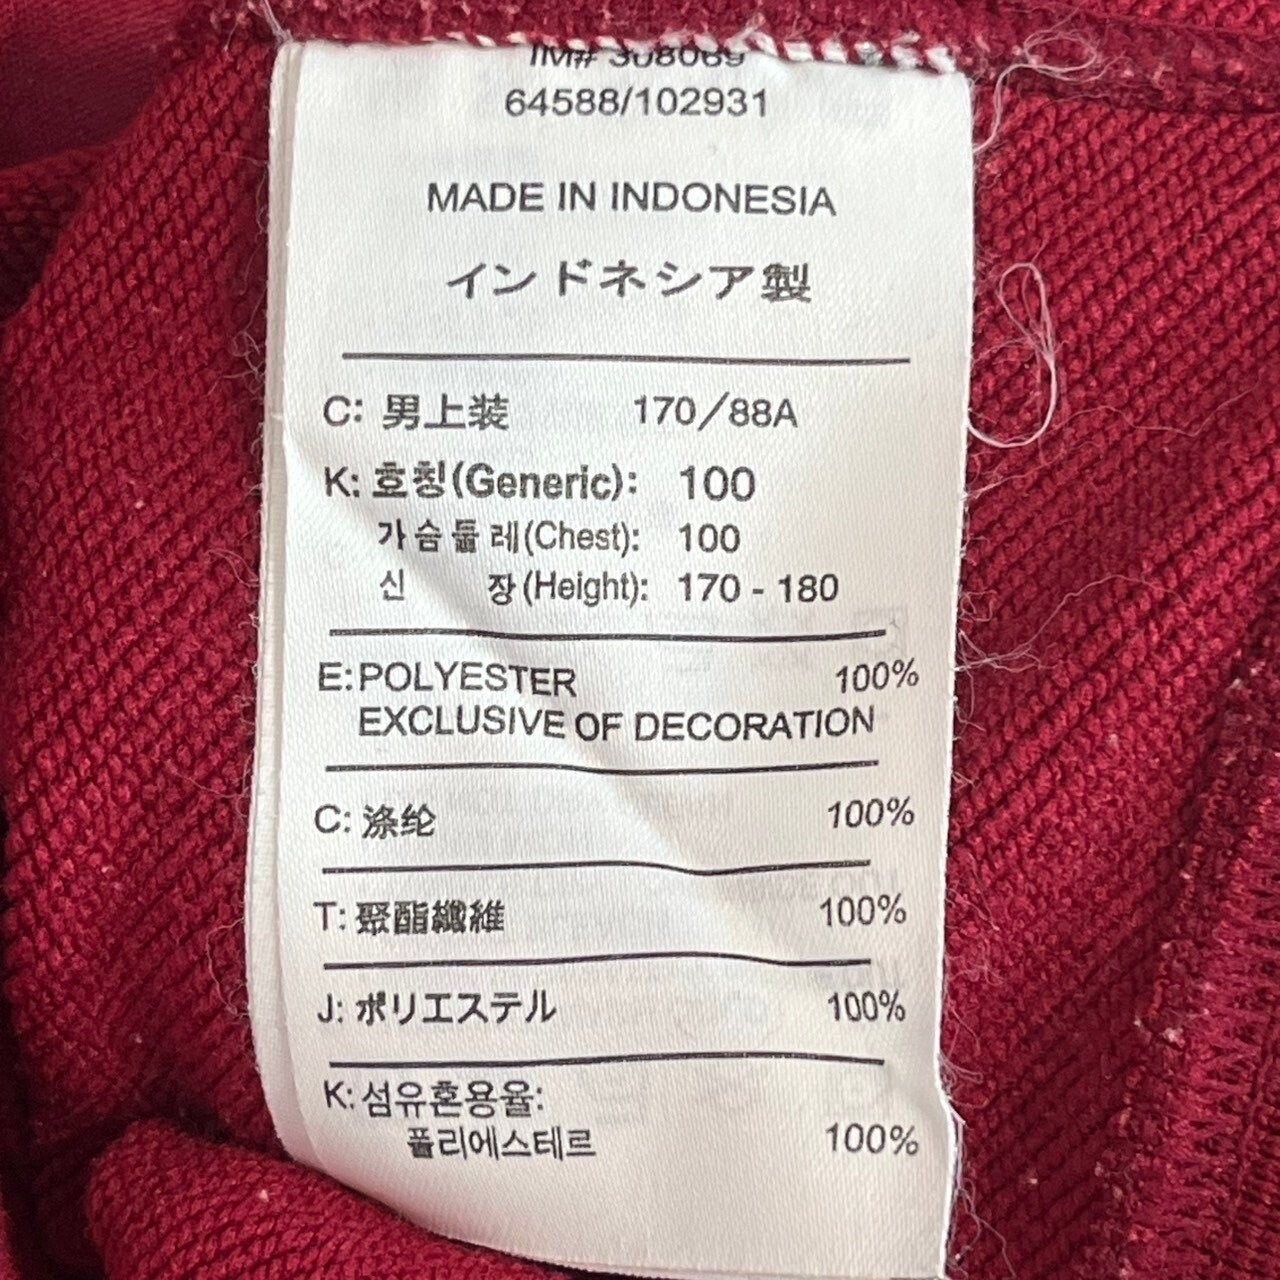 IM# 308069
64588/102931
MADE IN INDONESIA
インドネシア製
C: 男上装 170/88A
K: 호칭(Generic): 100
가슴둘레(Chest): 100
신 장(Height): 170 - 180
E:POLYESTER 100%
EXCLUSIVE OF DECORATION
C: 涤纶 100%
T: 聚酯纖維 100%
J: ポリエステル 100%
K: 섬유혼용율:
폴리에스테르 100%